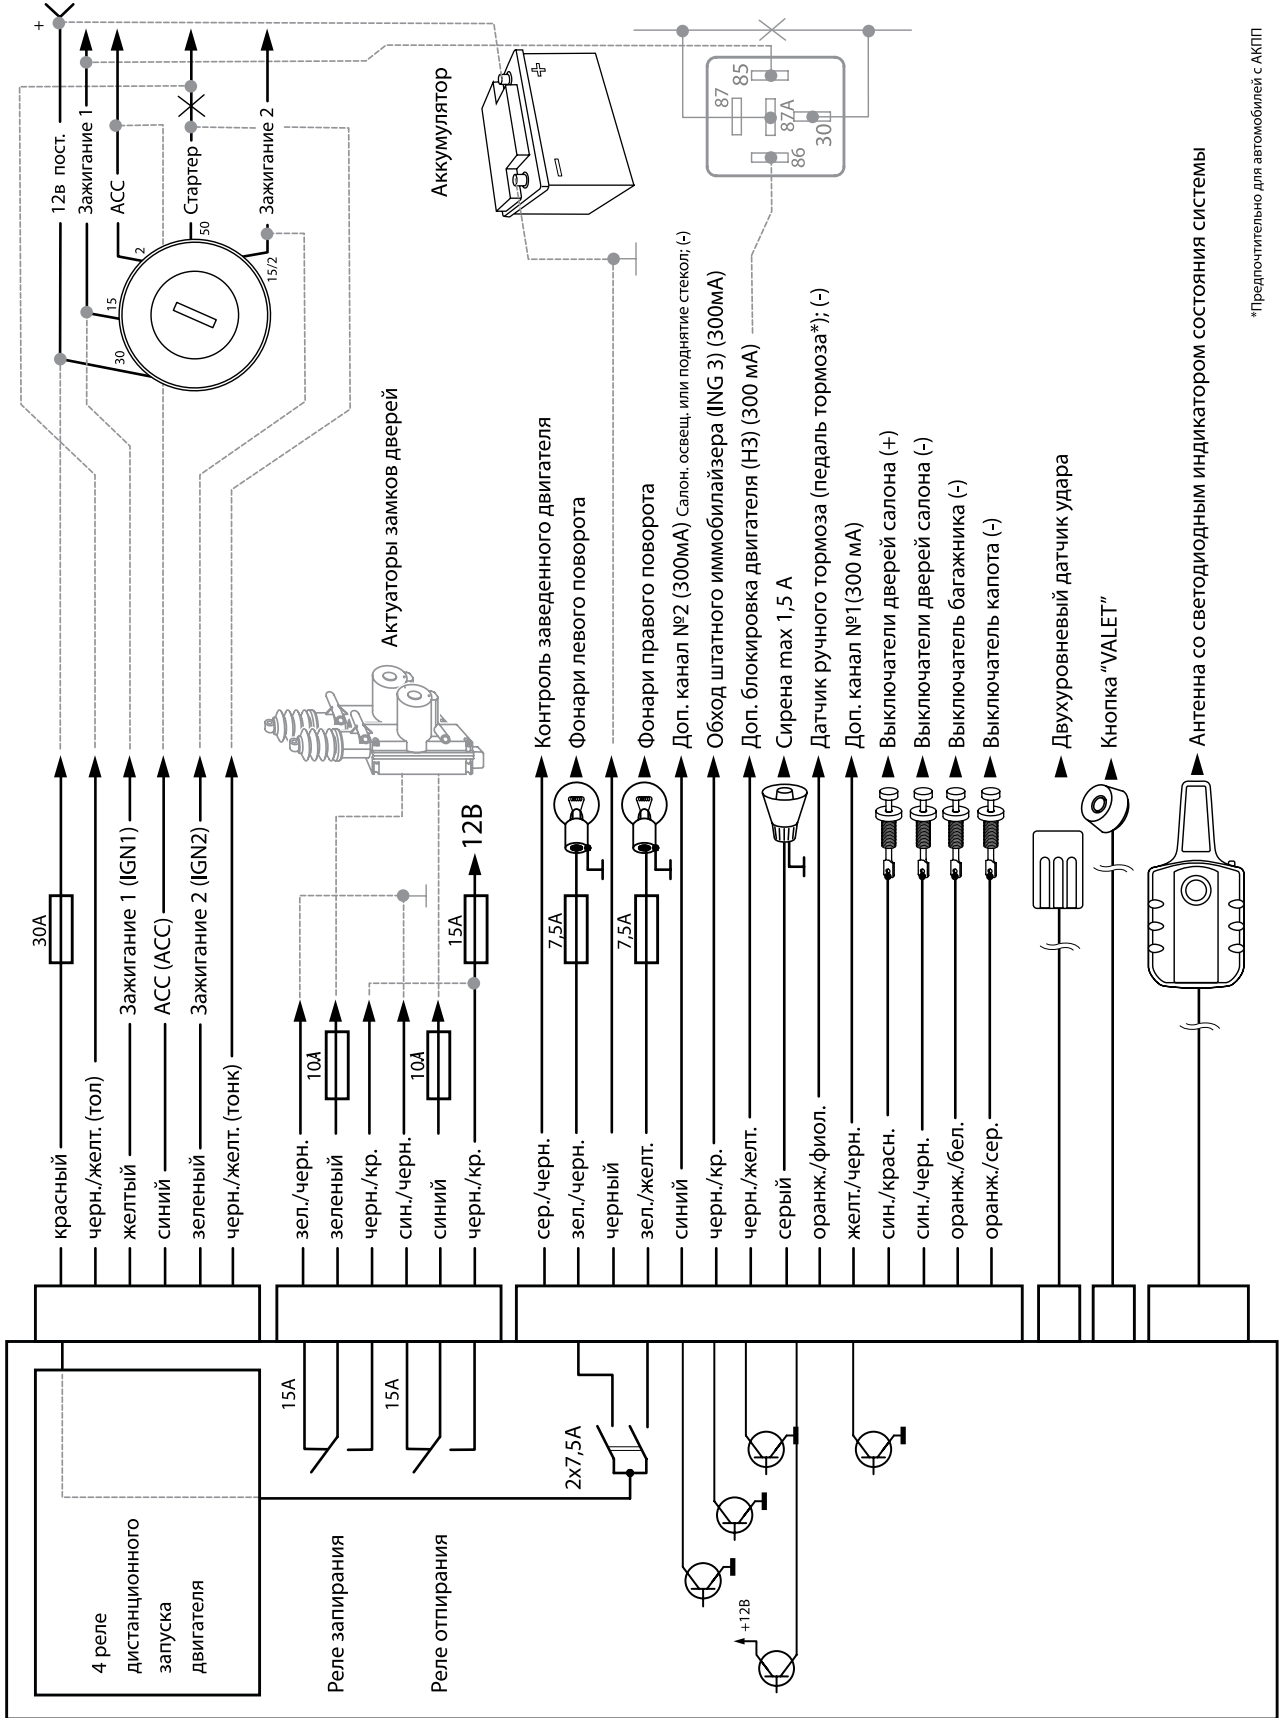 4 реле
дистанционного
запуска
двигателя
Реле запирания
Реле отпирания
15А
15А
2x7,5А
+12В
красный
30А
черн./желт. (тол)
желтый
Зажигание 1 (IGN1)
синий
АСС (АСС)
зеленый
Зажигание 2 (IGN2)
черн./желт. (тонк)
+
12в пост.
Зажигание 1
АСС
Стартер
Зажигание 2
30
15
2
50
15/2
зел./черн.
зеленый
10А
черн./кр.
син./черн.
синий
10А
черн./кр.
15А
12В
Актуаторы замков дверей
Аккумулятор
+
–
87
85
87А
30
86
сер./черн.
Контроль заведенного двигателя
зел./черн.
7,5А
Фонари левого поворота
черный
зел./желт.
7,5А
Фонари правого поворота
синий
Доп. канал №2 (300мА) Салон. освещ. или поднятие стекол; (-)
черн./кр.
Обход штатного иммобилайзера (ING 3) (300мА)
черн./желт.
Доп. блокировка двигателя (НЗ) (300 мА)
серый
Сирена max 1,5 А
оранж./фиол.
Датчик ручного тормоза (педаль тормоза*); (-)
желт./черн.
Доп. канал №1(300 мА)
син./красн.
Выключатели дверей салона (+)
син./черн.
Выключатели дверей салона (-)
оранж./бел.
Выключатель багажника (-)
оранж./сер.
Выключатель капота (-)
Двухуровневый датчик удара
Кнопка “VALET”
Антенна со светодиодным индикатором состояния системы
*Предпочтительно для автомобилей с АКПП